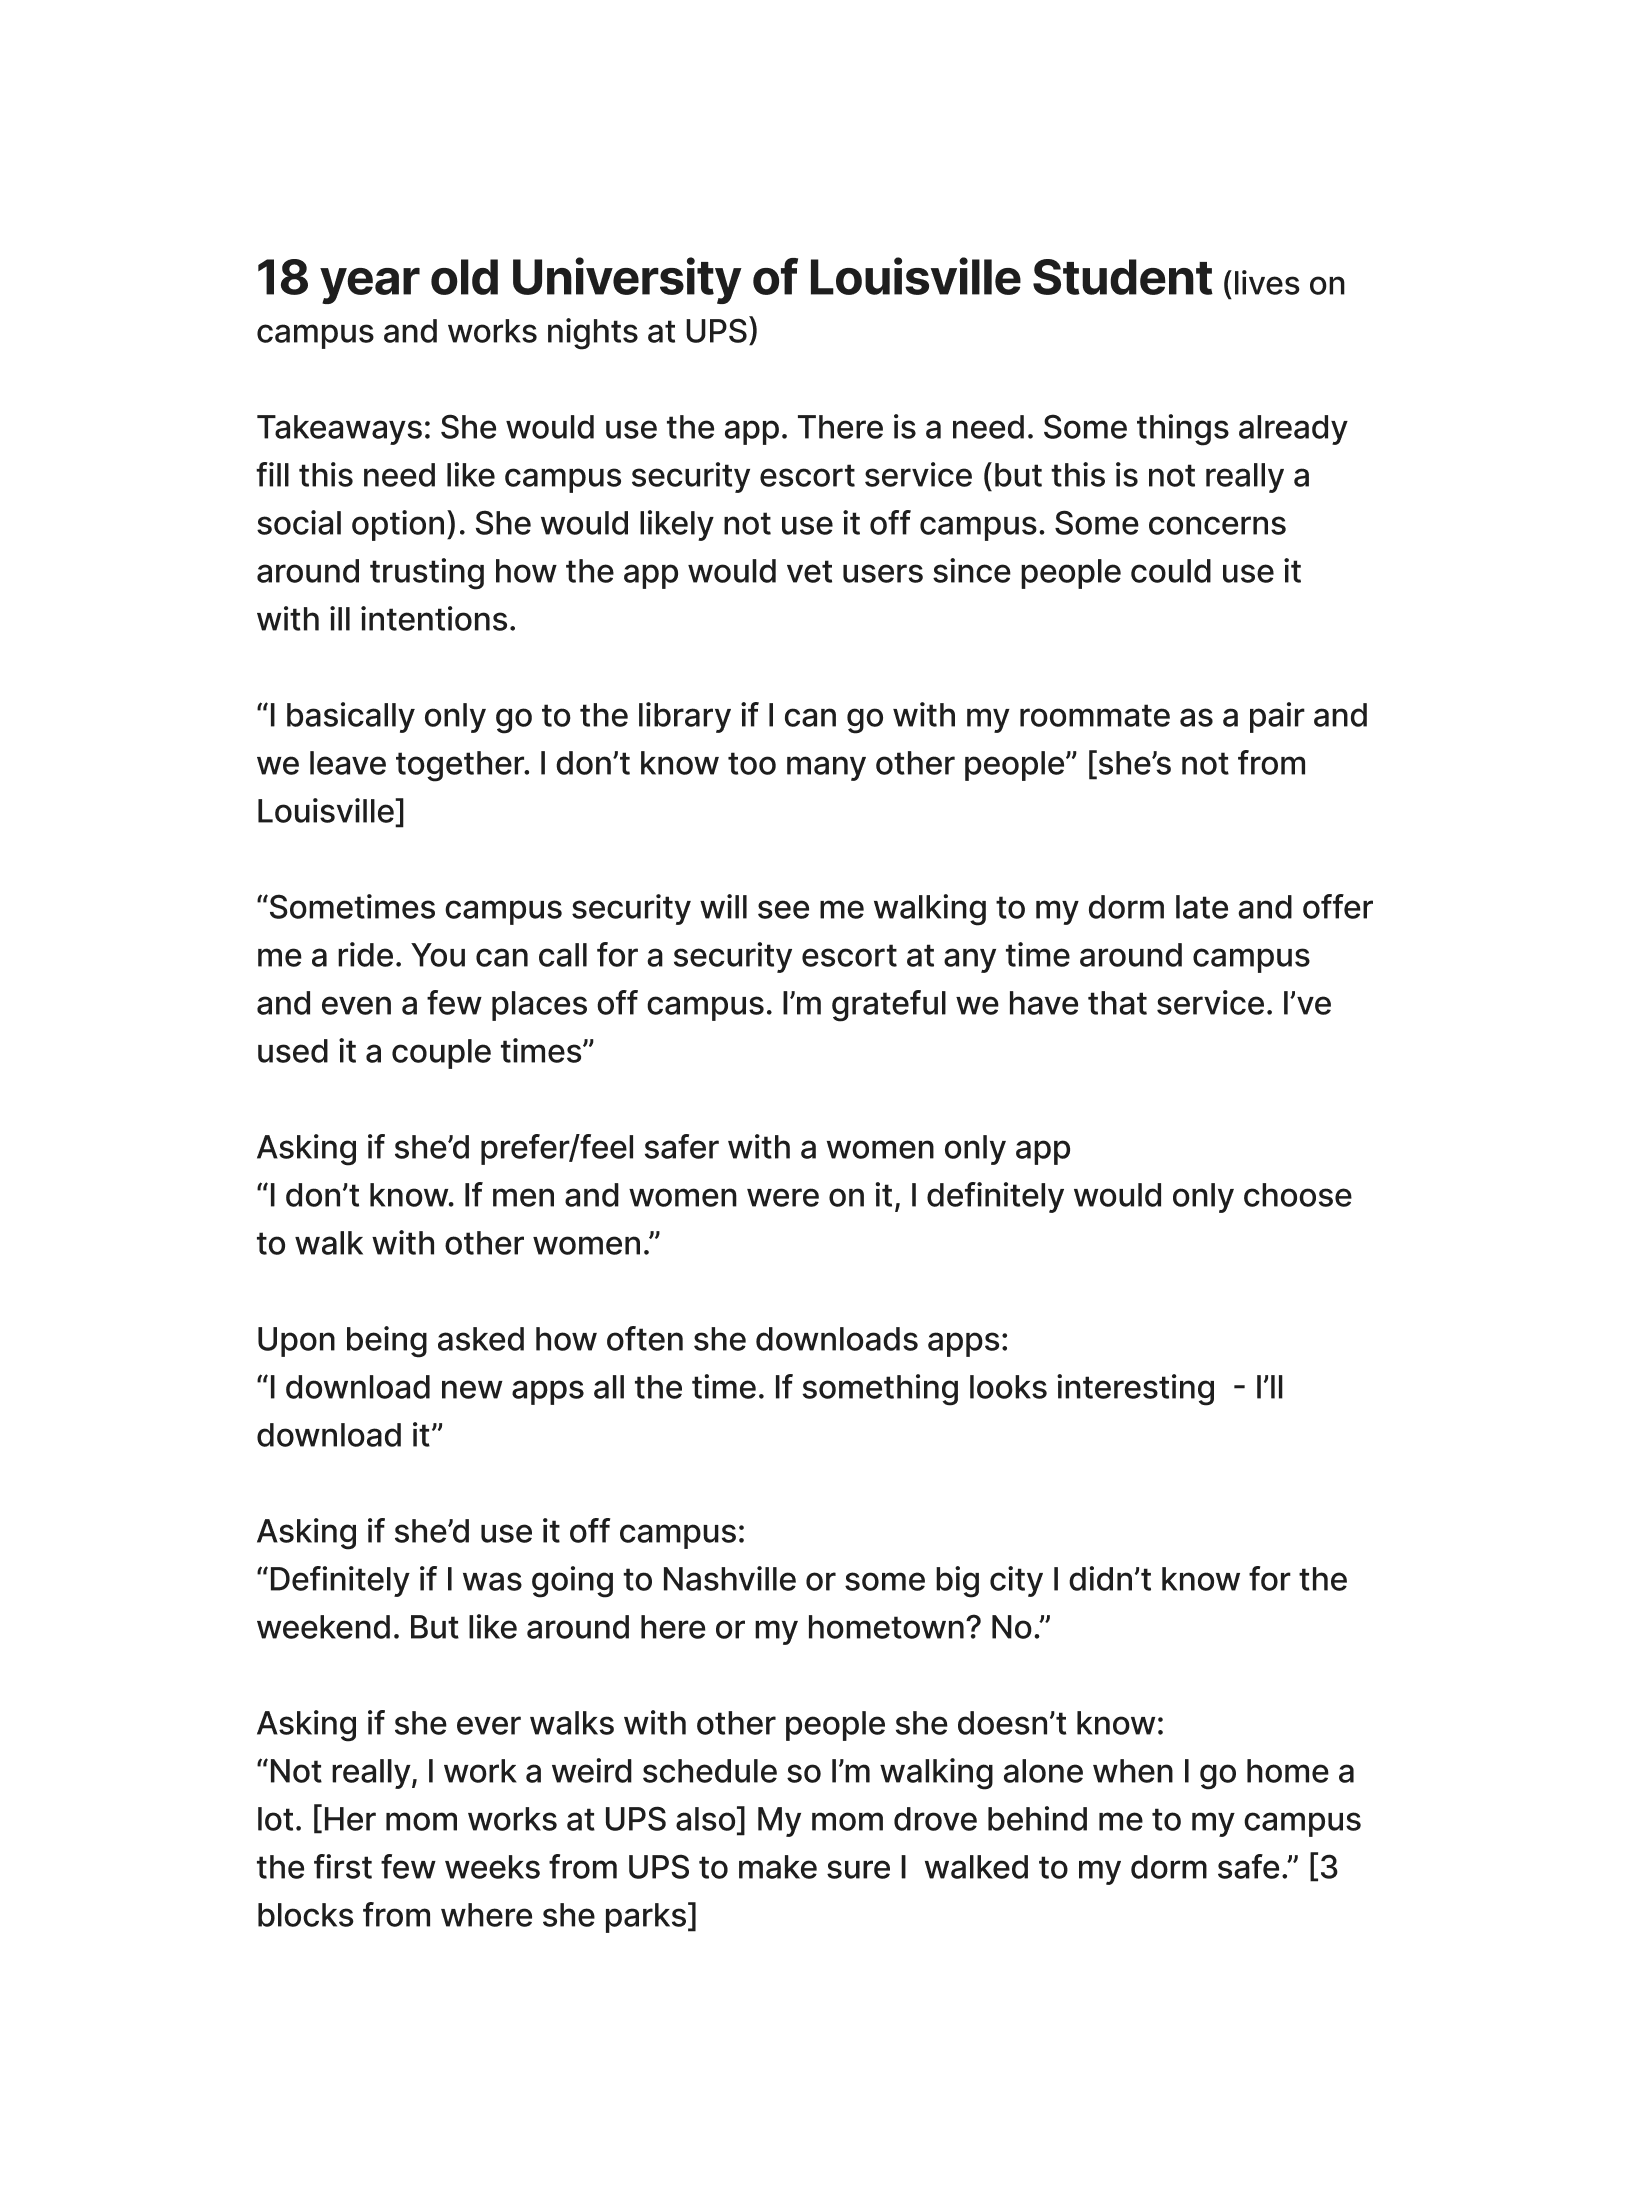 18 year old University of Louisville Student (lives on
campus and works nights at UPS)
Takeaways: She would use the app. There is a need. Some things already
fill this need like campus security escort service (but this is not really a
social option). She would likely not use it off campus. Some concerns
around trusting how the app would vet users since people could use it
with ill intentions.
“I basically only go to the library if I can go with my roommate as a pair and
we leave together. I don’t know too many other people” [she’s not from
Louisville]
“Sometimes campus security will see me walking to my dorm late and offer
me a ride. You can call for a security escort at any time around campus
and even a few places off campus. I’m grateful we have that service. I’ve
used it a couple times”
Asking if she’d prefer/feel safer with a women only app
“I don’t know. If men and women were on it, I definitely would only choose
to walk with other women.”
Upon being asked how often she downloads apps:
“I download new apps all the time. If something looks interesting  - I’ll
download it”
Asking if she’d use it off campus:
“Definitely if I was going to Nashville or some big city I didn’t know for the
weekend. But like around here or my hometown? No.”
Asking if she ever walks with other people she doesn’t know:
“Not really, I work a weird schedule so I’m walking alone when I go home a
lot. [Her mom works at UPS also] My mom drove behind me to my campus
the first few weeks from UPS to make sure I  walked to my dorm safe.” [3
blocks from where she parks]